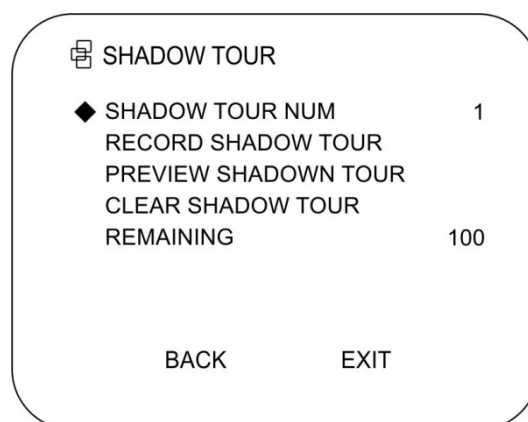 SHADOW TOUR
SHADOW TOUR NUM 1
RECORD SHADOW TOUR
PREVIEW SHADOWN TOUR
CLEAR SHADOW TOUR
REMAINING 100
BACK EXIT